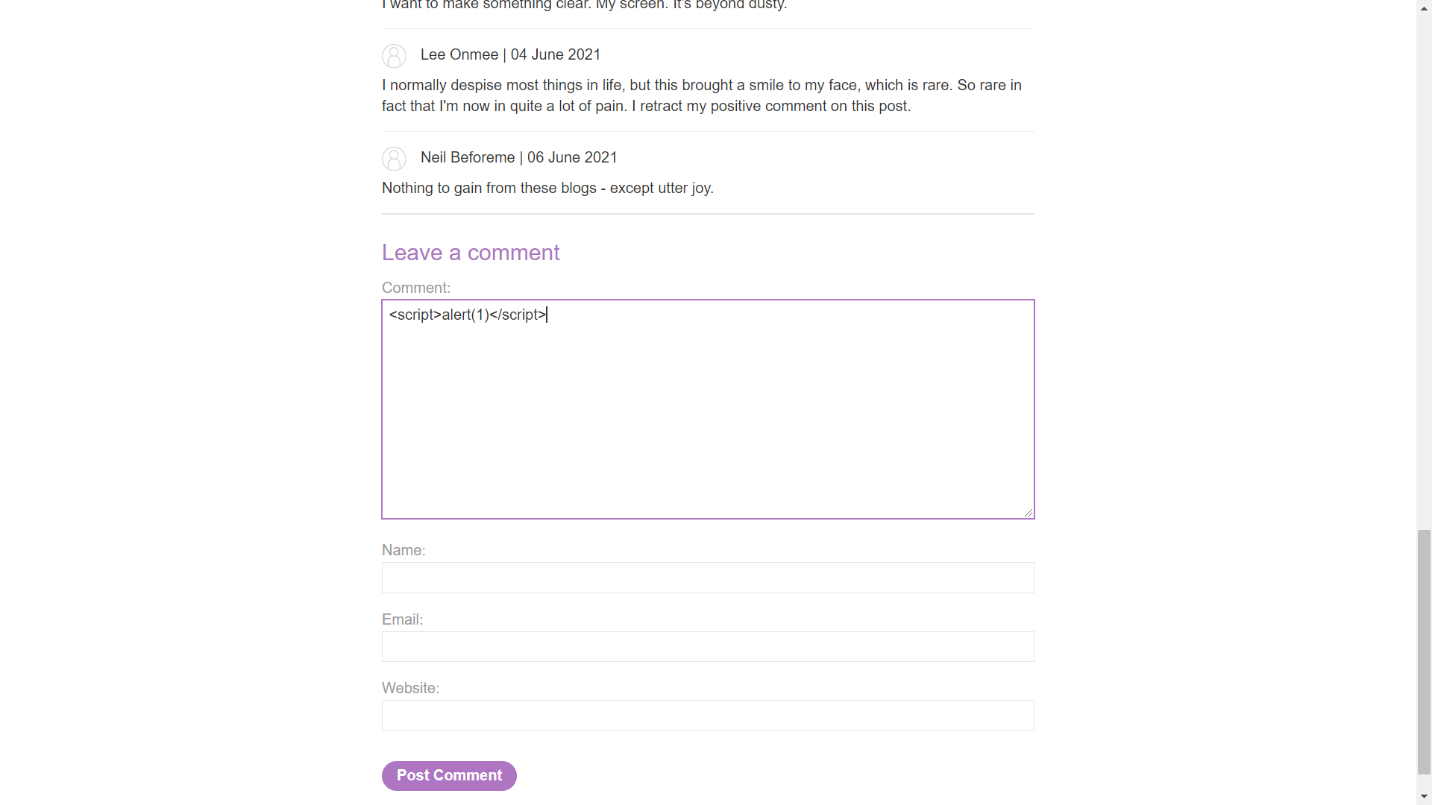 I want to make something clear. My screen. It's beyond dusty.
Lee Onmee | 04 June 2021
I normally despise most things in life, but this brought a smile to my face, which is rare. So rare in
fact that I'm now in quite a lot of pain. I retract my positive comment on this post.
Neil Beforeme | 06 June 2021
Nothing to gain from these blogs - except utter joy.
Leave a comment
Comment:
<script>alert(1)</script>
Name:
Email:
Website:
Post Comment